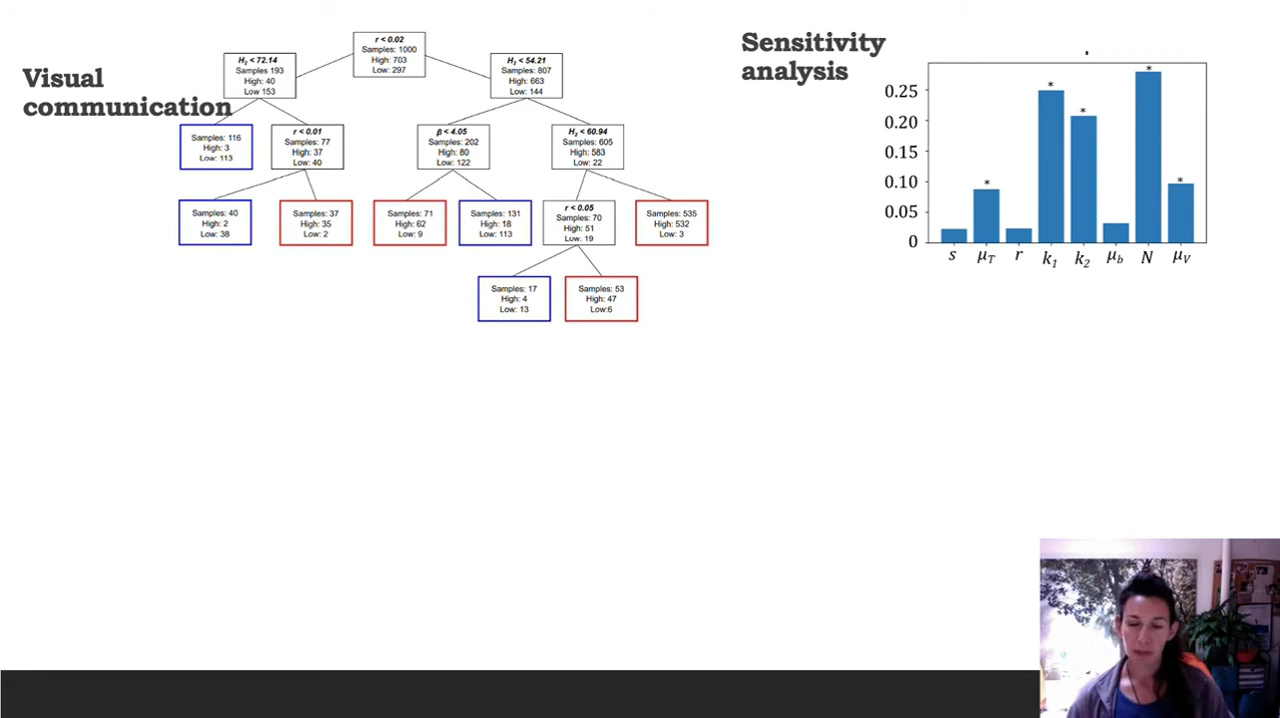 Visual
communication
r < 0.02
Samples: 1000
High: 703
Low: 297
H₂ < 72.14
Samples 193
High: 40
Low 153
H₂ < 54.21
Samples: 807
High: 663
Low: 144
Samples: 116
High: 3
Low: 113
r < 0.01
Samples: 77
High: 37
Low: 40
β < 4.05
Samples: 202
High: 80
Low: 122
H₂ < 60.94
Samples: 605
High: 583
Low: 22
Samples: 40
High: 2
Low: 38
Samples: 37
High: 35
Low: 2
Samples: 71
High: 62
Low: 9
Samples: 131
High: 18
Low: 113
r < 0.05
Samples: 70
High: 51
Low: 19
Samples: 535
High: 532
Low: 3
Samples: 17
High: 4
Low: 13
Samples: 53
High: 47
Low:6
Sensitivity
analysis
0.25
0.20
0.15
0.10
0.05
0
* * * * *
s μT r k₁ k₂ μb N μV